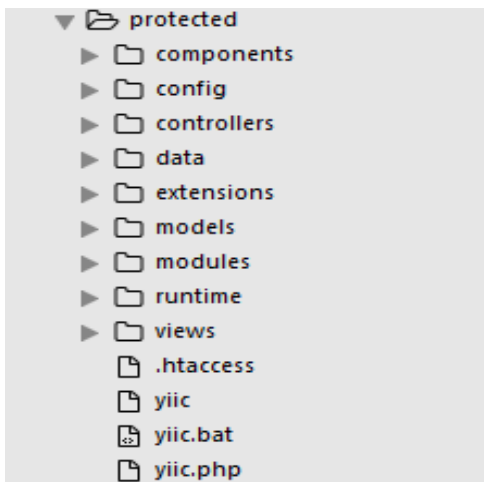 protected
components
config
controllers
data
extensions
models
modules
runtime
views
.htaccess
yiic
yiic.bat
yiic.php